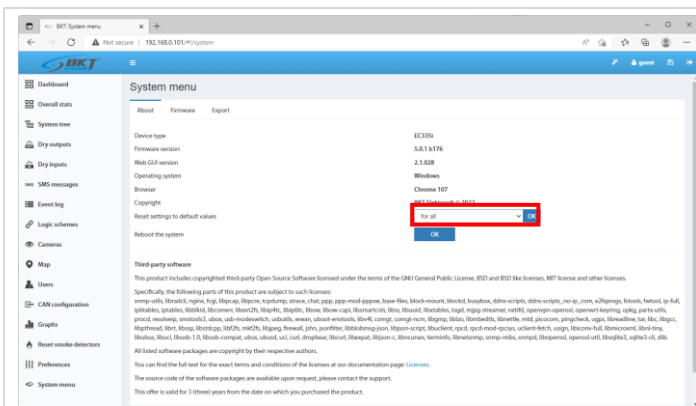 BKT: System menu
Not secure | 192.168.0.101/#!/system
BKT
guest
Dashboard
Overall stats
System tree
Dry outputs
Dry inputs
SMS messages
Event log
Logic schemes
Cameras
Map
Users
CAN configuration
Graphs
Reset smoke detectors
Preferences
System menu
System menu
About Firmware Export
Device type EC335i
Firmware version 5.0.1 b176
Web GUI version 2.1.028
Operating system Windows
Browser Chrome 107
Copyright BKT Elektronik © 2022
Reset settings to default values for all OK
Reboot the system OK
Third-party software
This product includes copyrighted third-party Open Source Software licensed under the terms of the GNU General Public License, BSD and BSD like licenses, MIT license and other licenses.
Specifically, the following parts of this product are subject to such licenses:
All listed software packages are copyright by their respective authors.
You can find the full text for the exact terms and conditions of the licenses at our documentation page: Licenses.
The source code of the software packages are available upon request, please contact the support.
This offer is valid for 3 (three) years from the date on which you purchased the product.